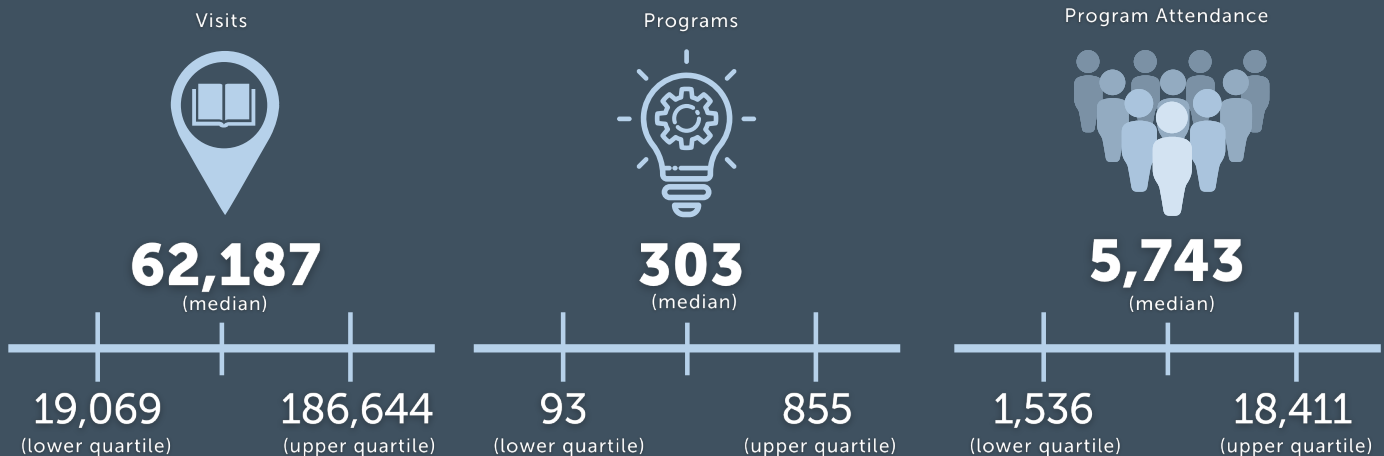 Visits
62,187
(median)
19,069
(lower quartile)
186,644
(upper quartile)
Programs
303
(median)
93
(lower quartile)
855
(upper quartile)
Program Attendance
5,743
(median)
1,536
(lower quartile)
18,411
(upper quartile)